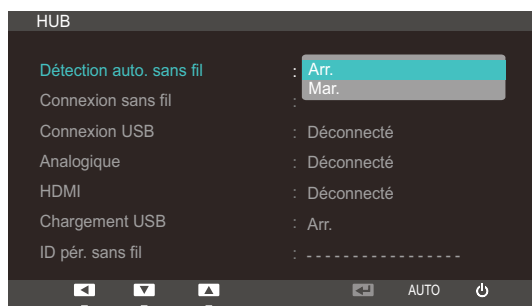 HUB
Détection auto. sans fil : Arr.
Mar.
Connexion sans fil :
Connexion USB : Déconnecté
Analogique : Déconnecté
HDMI : Déconnecté
Chargement USB : Arr.
ID pér. sans fil : - - - - - - - - - - - - - - - - -
AUTO